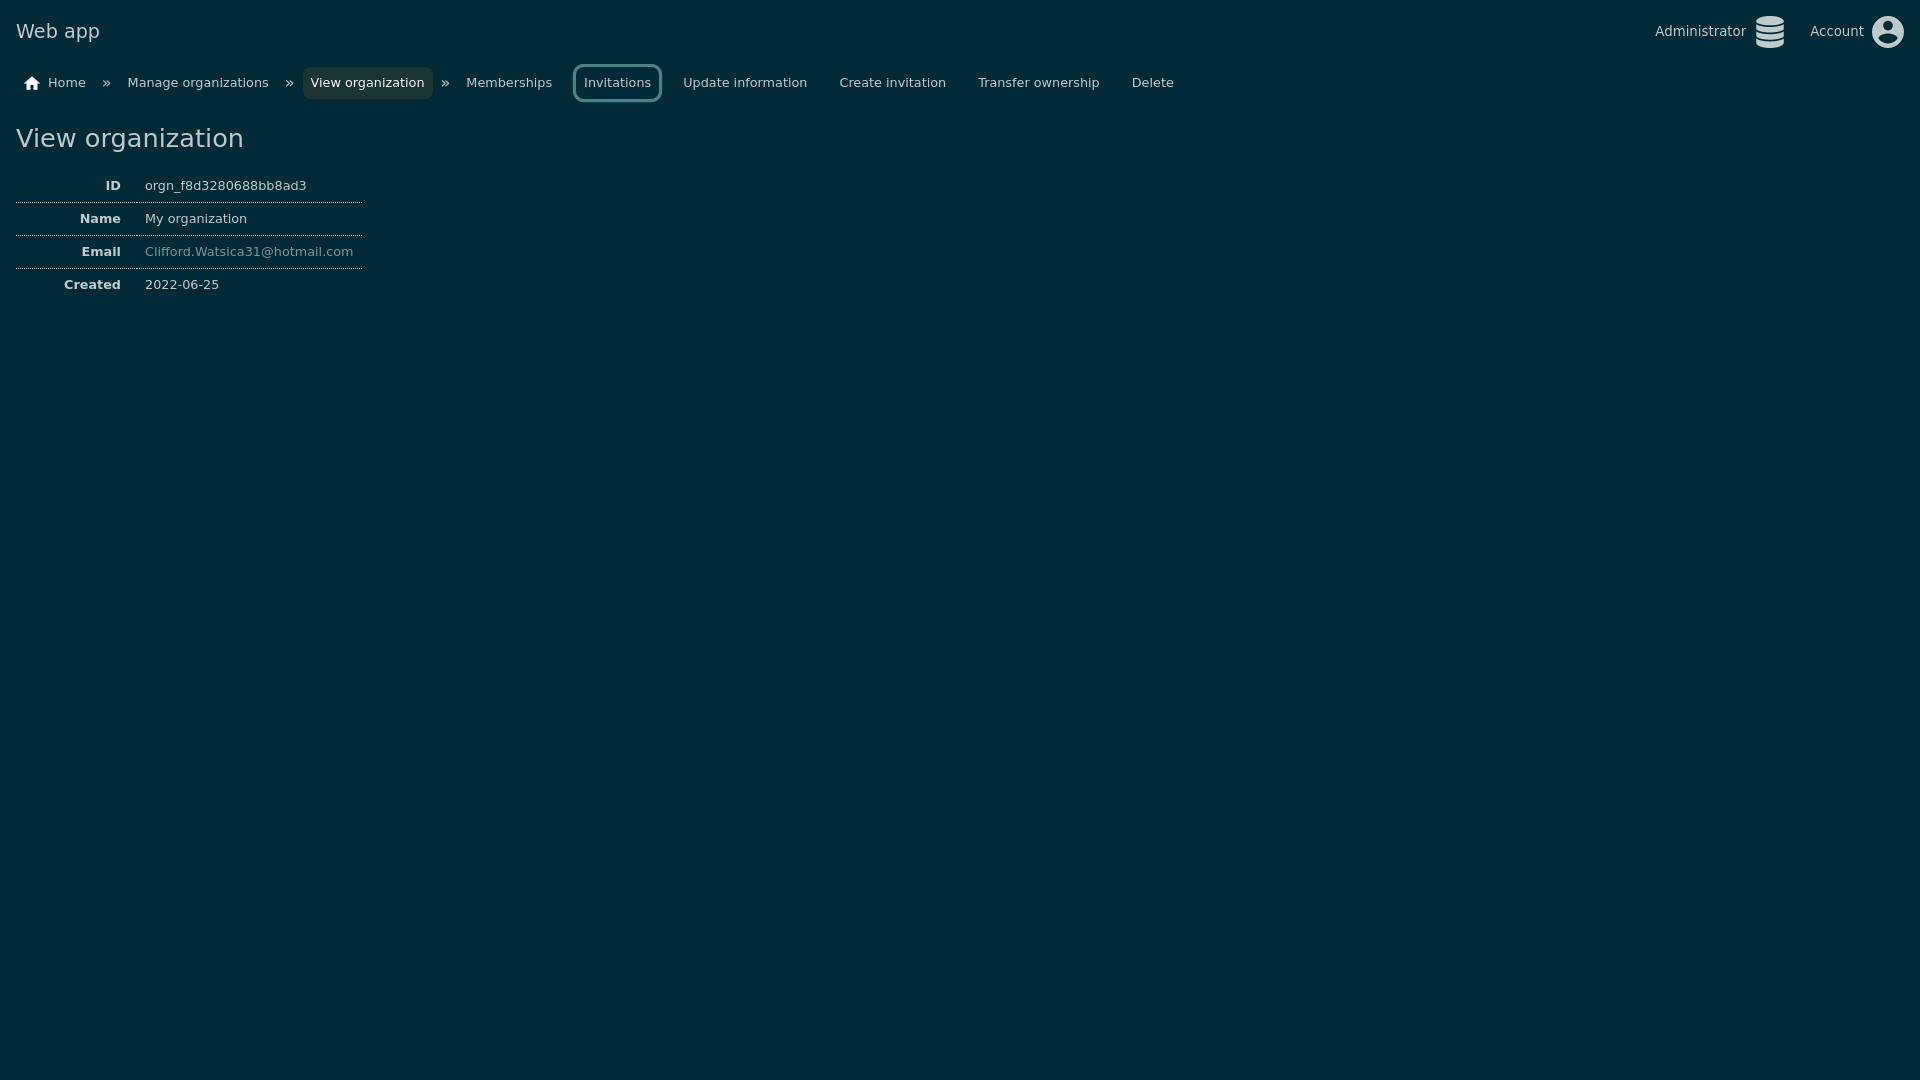 Web app
Administrator
Account
Home » Manage organizations » View organization » Memberships Invitations Update information Create invitation Transfer ownership Delete
View organization
ID orgn_f8d3280688bb8ad3
Name My organization
Email Clifford.Watsica31@hotmail.com
Created 2022-06-25